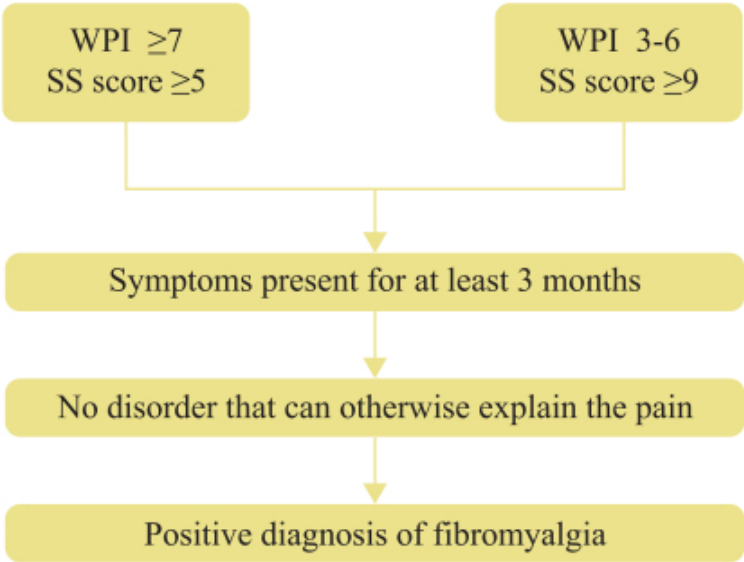 WPI ≥7
SS score ≥5
WPI 3-6
SS score ≥9
Symptoms present for at least 3 months
No disorder that can otherwise explain the pain
Positive diagnosis of fibromyalgia